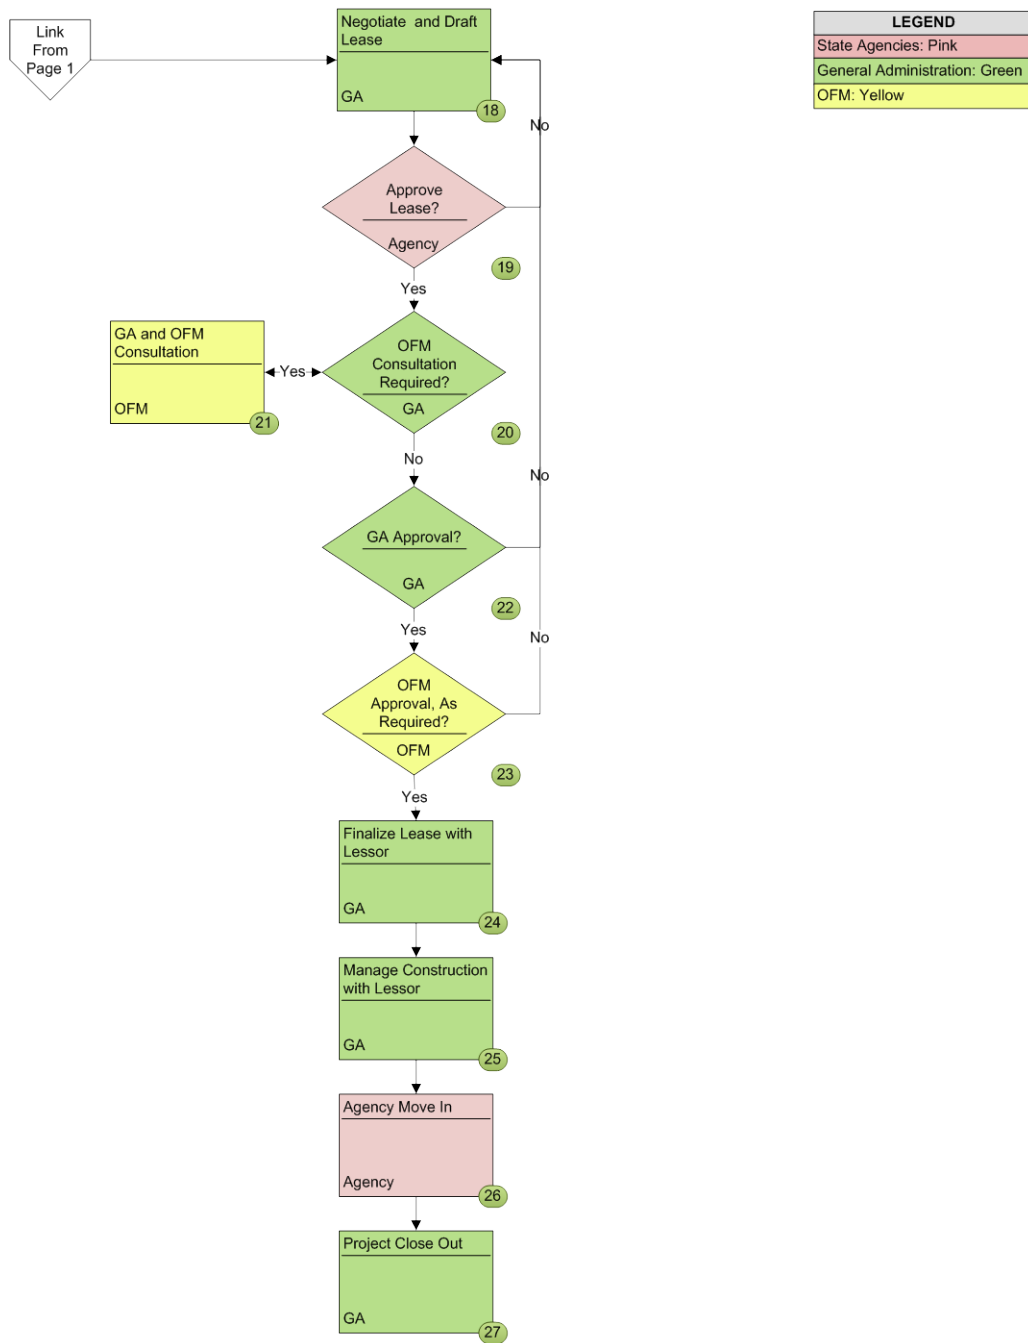 Link
From
Page 1
Negotiate and Draft
Lease
GA
18
LEGEND
State Agencies: Pink
General Administration: Green
OFM: Yellow
No
Approve
Lease?
Agency
19
Yes
GA and OFM
Consultation
OFM
21
Yes
OFM
Consultation
Required?
GA
20
No
No
GA Approval?
GA
22
Yes
No
OFM
Approval, As
Required?
OFM
23
Yes
Finalize Lease with
Lessor
GA
24
Manage Construction
with Lessor
GA
25
Agency Move In
Agency
26
Project Close Out
GA
27